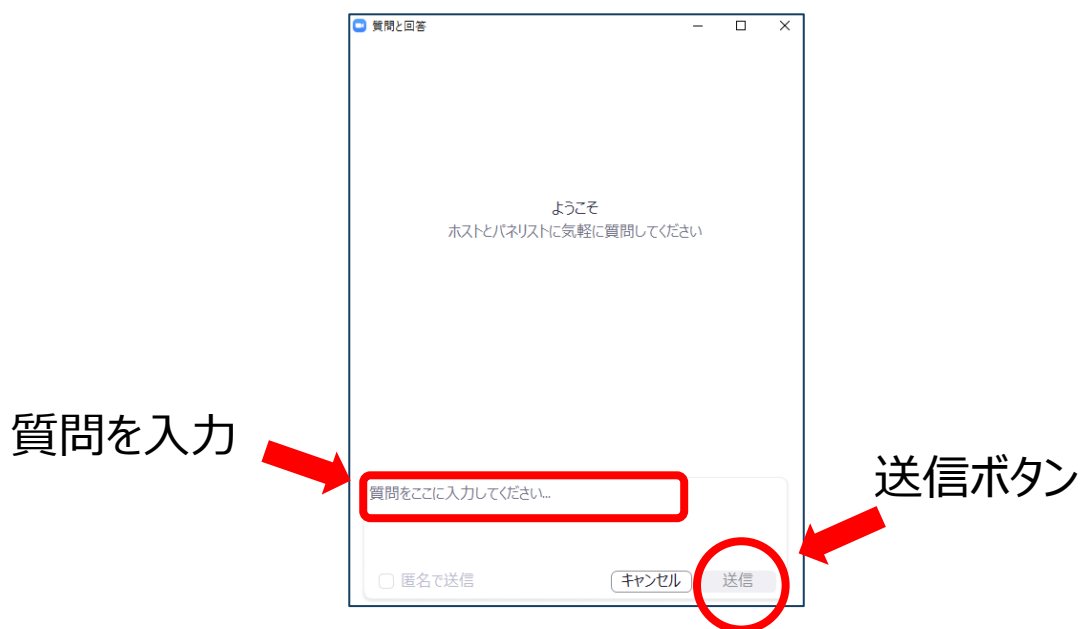 質問と回答
ようこそ
ホストとパネリストに気軽に質問してください
質問を入力
送信ボタン
質問をここに入力してください...
匿名で送信
キャンセル
送信